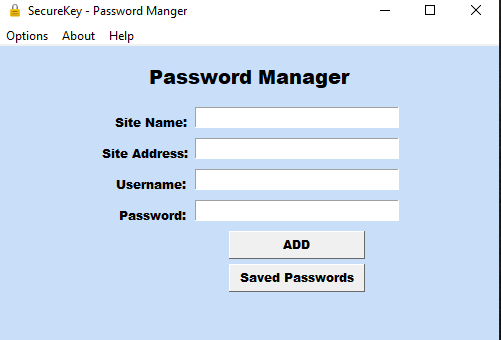 SecureKey - Password Manger
Options About Help
Password Manager
Site Name:
Site Address:
Username:
Password:
ADD
Saved Passwords